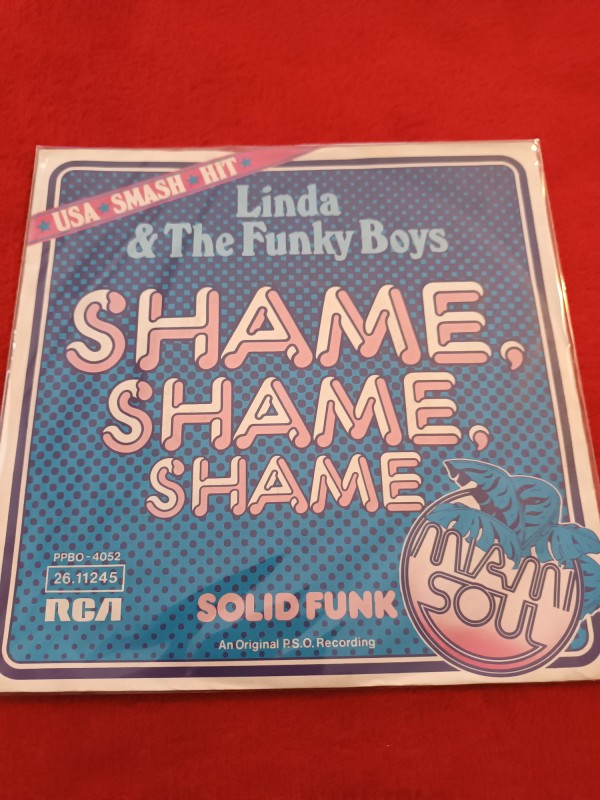 ★ USA ★ SMASH ★ HIT ★
Linda
& The Funky Boys
SHAME,
SHAME,
SHAME
PPBO-4052
26.11245
RCA
SOLID FUNK
An Original P.S.O. Recording
MIAMI
SOUL